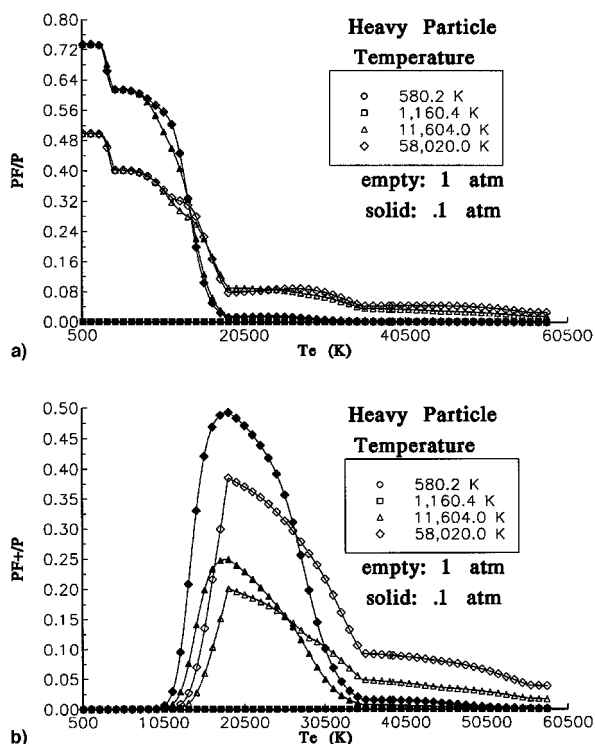 0.80
0.72
0.64
0.56
0.48
0.40
0.32
0.24
0.16
0.08
0.00
PF/P
500
20500
40500
60500
Te (K)
Heavy Particle
Temperature
580.2 K
1,160.4 K
11,604.0 K
58,020.0 K
empty: 1 atm
solid: .1 atm
a)
0.50
0.45
0.40
0.35
0.30
0.25
0.20
0.15
0.10
0.05
0.00
PF+/P
500
10500
20500
30500
40500
50500
60500
Te (K)
Heavy Particle
Temperature
580.2 K
1,160.4 K
11,604.0 K
58,020.0 K
empty: 1 atm
solid: .1 atm
b)